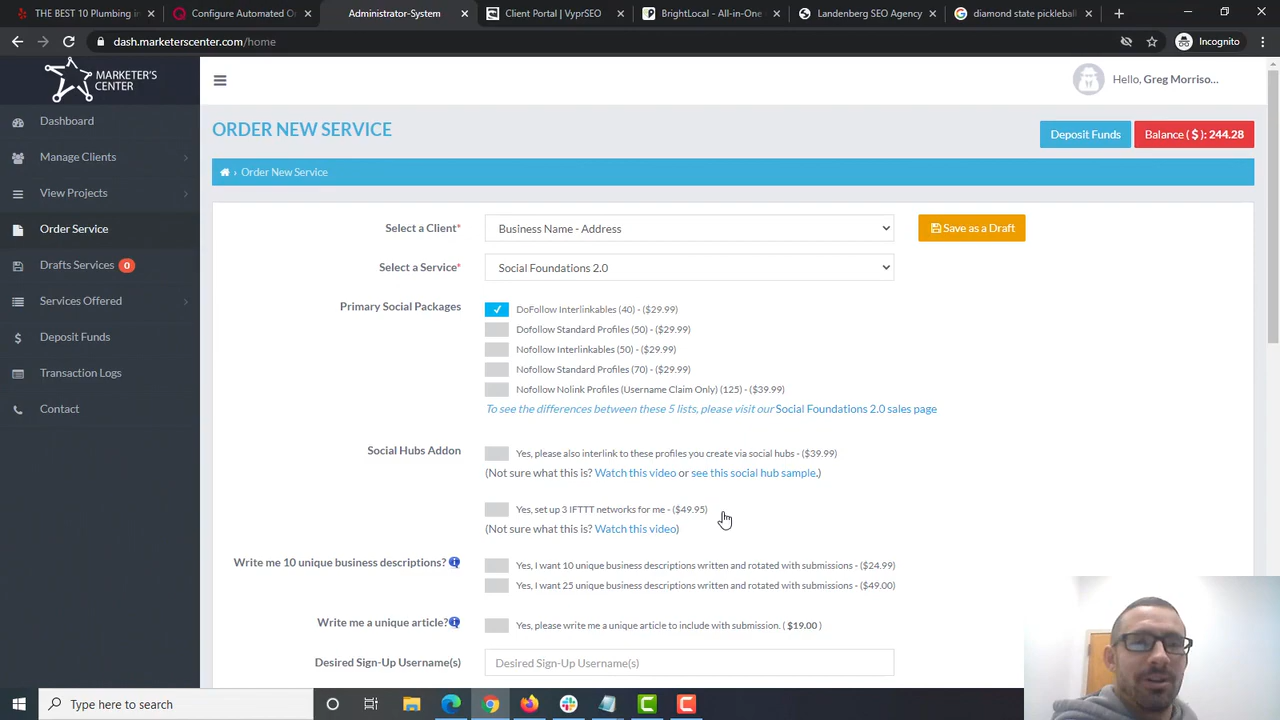 THE BEST 10 Plumbing in
Configure Automated O
Administrator-System
Client Portal | VyprSEO
BrightLocal - All-in-One
Landenberg SEO Agency
diamond state pickleball
dash.marketerscenter.com/home
Incognito
MARKETER'S
CENTER
Hello, Greg Morriso...
Dashboard
Manage Clients
View Projects
Order Service
Drafts Services 0
Services Offered
Deposit Funds
Transaction Logs
Contact
ORDER NEW SERVICE
Deposit Funds
Balance ( $ ): 244.28
› Order New Service
Select a Client*
Business Name - Address
Save as a Draft
Select a Service*
Social Foundations 2.0
Primary Social Packages
DoFollow Interlinkables (40) - ($29.99)
Dofollow Standard Profiles (50) - ($29.99)
Nofollow Interlinkables (50) - ($29.99)
Nofollow Standard Profiles (70) - ($29.99)
Nofollow Nolink Profiles (Username Claim Only) (125) - ($39.99)
To see the differences between these 5 lists, please visit our Social Foundations 2.0 sales page
Social Hubs Addon
Yes, please also interlink to these profiles you create via social hubs - ($39.99)
(Not sure what this is? Watch this video or see this social hub sample.)
Yes, set up 3 IFTTT networks for me - ($49.95)
(Not sure what this is? Watch this video)
Write me 10 unique business descriptions?
Yes, I want 10 unique business descriptions written and rotated with submissions - ($24.99)
Yes, I want 25 unique business descriptions written and rotated with submissions - ($49.00)
Write me a unique article?
Yes, please write me a unique article to include with submission. ( $19.00 )
Desired Sign-Up Username(s)
Desired Sign-Up Username(s)
Type here to search